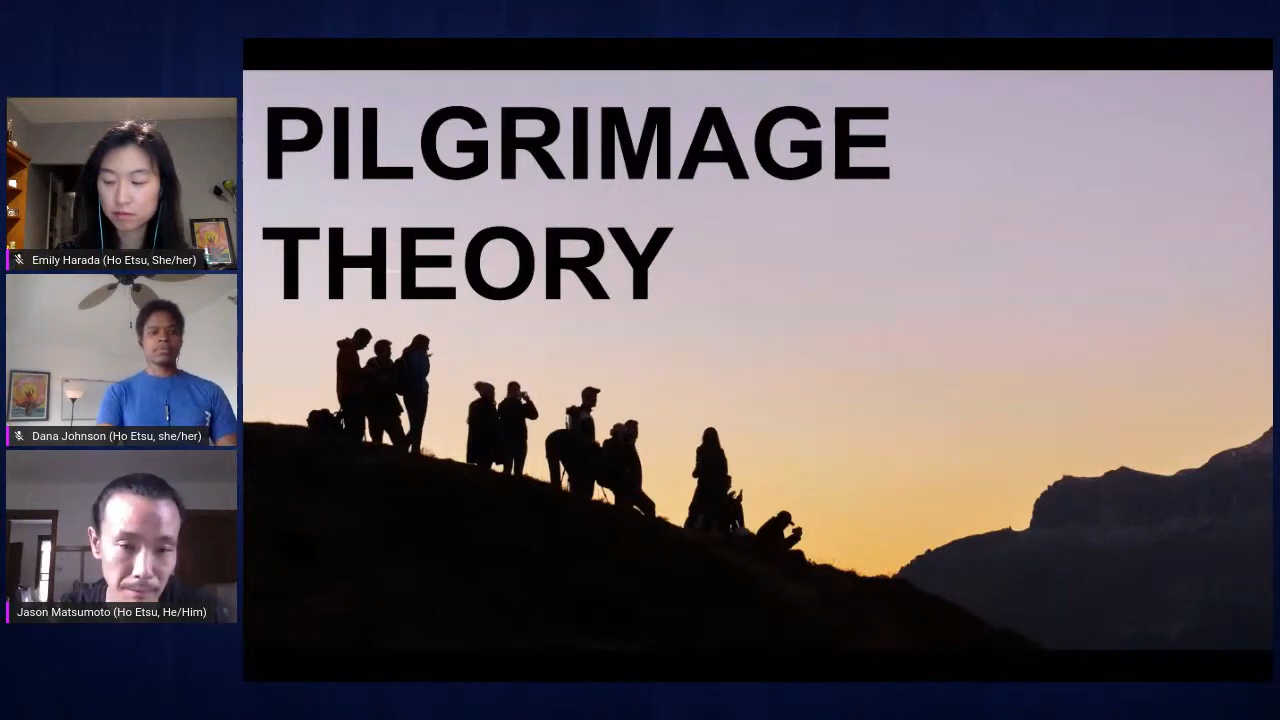 PILGRIMAGE
THEORY
Emily Harada (Ho Etsu, She/her)
Dana Johnson (Ho Etsu, she/her)
Jason Matsumoto (Ho Etsu, He/Him)